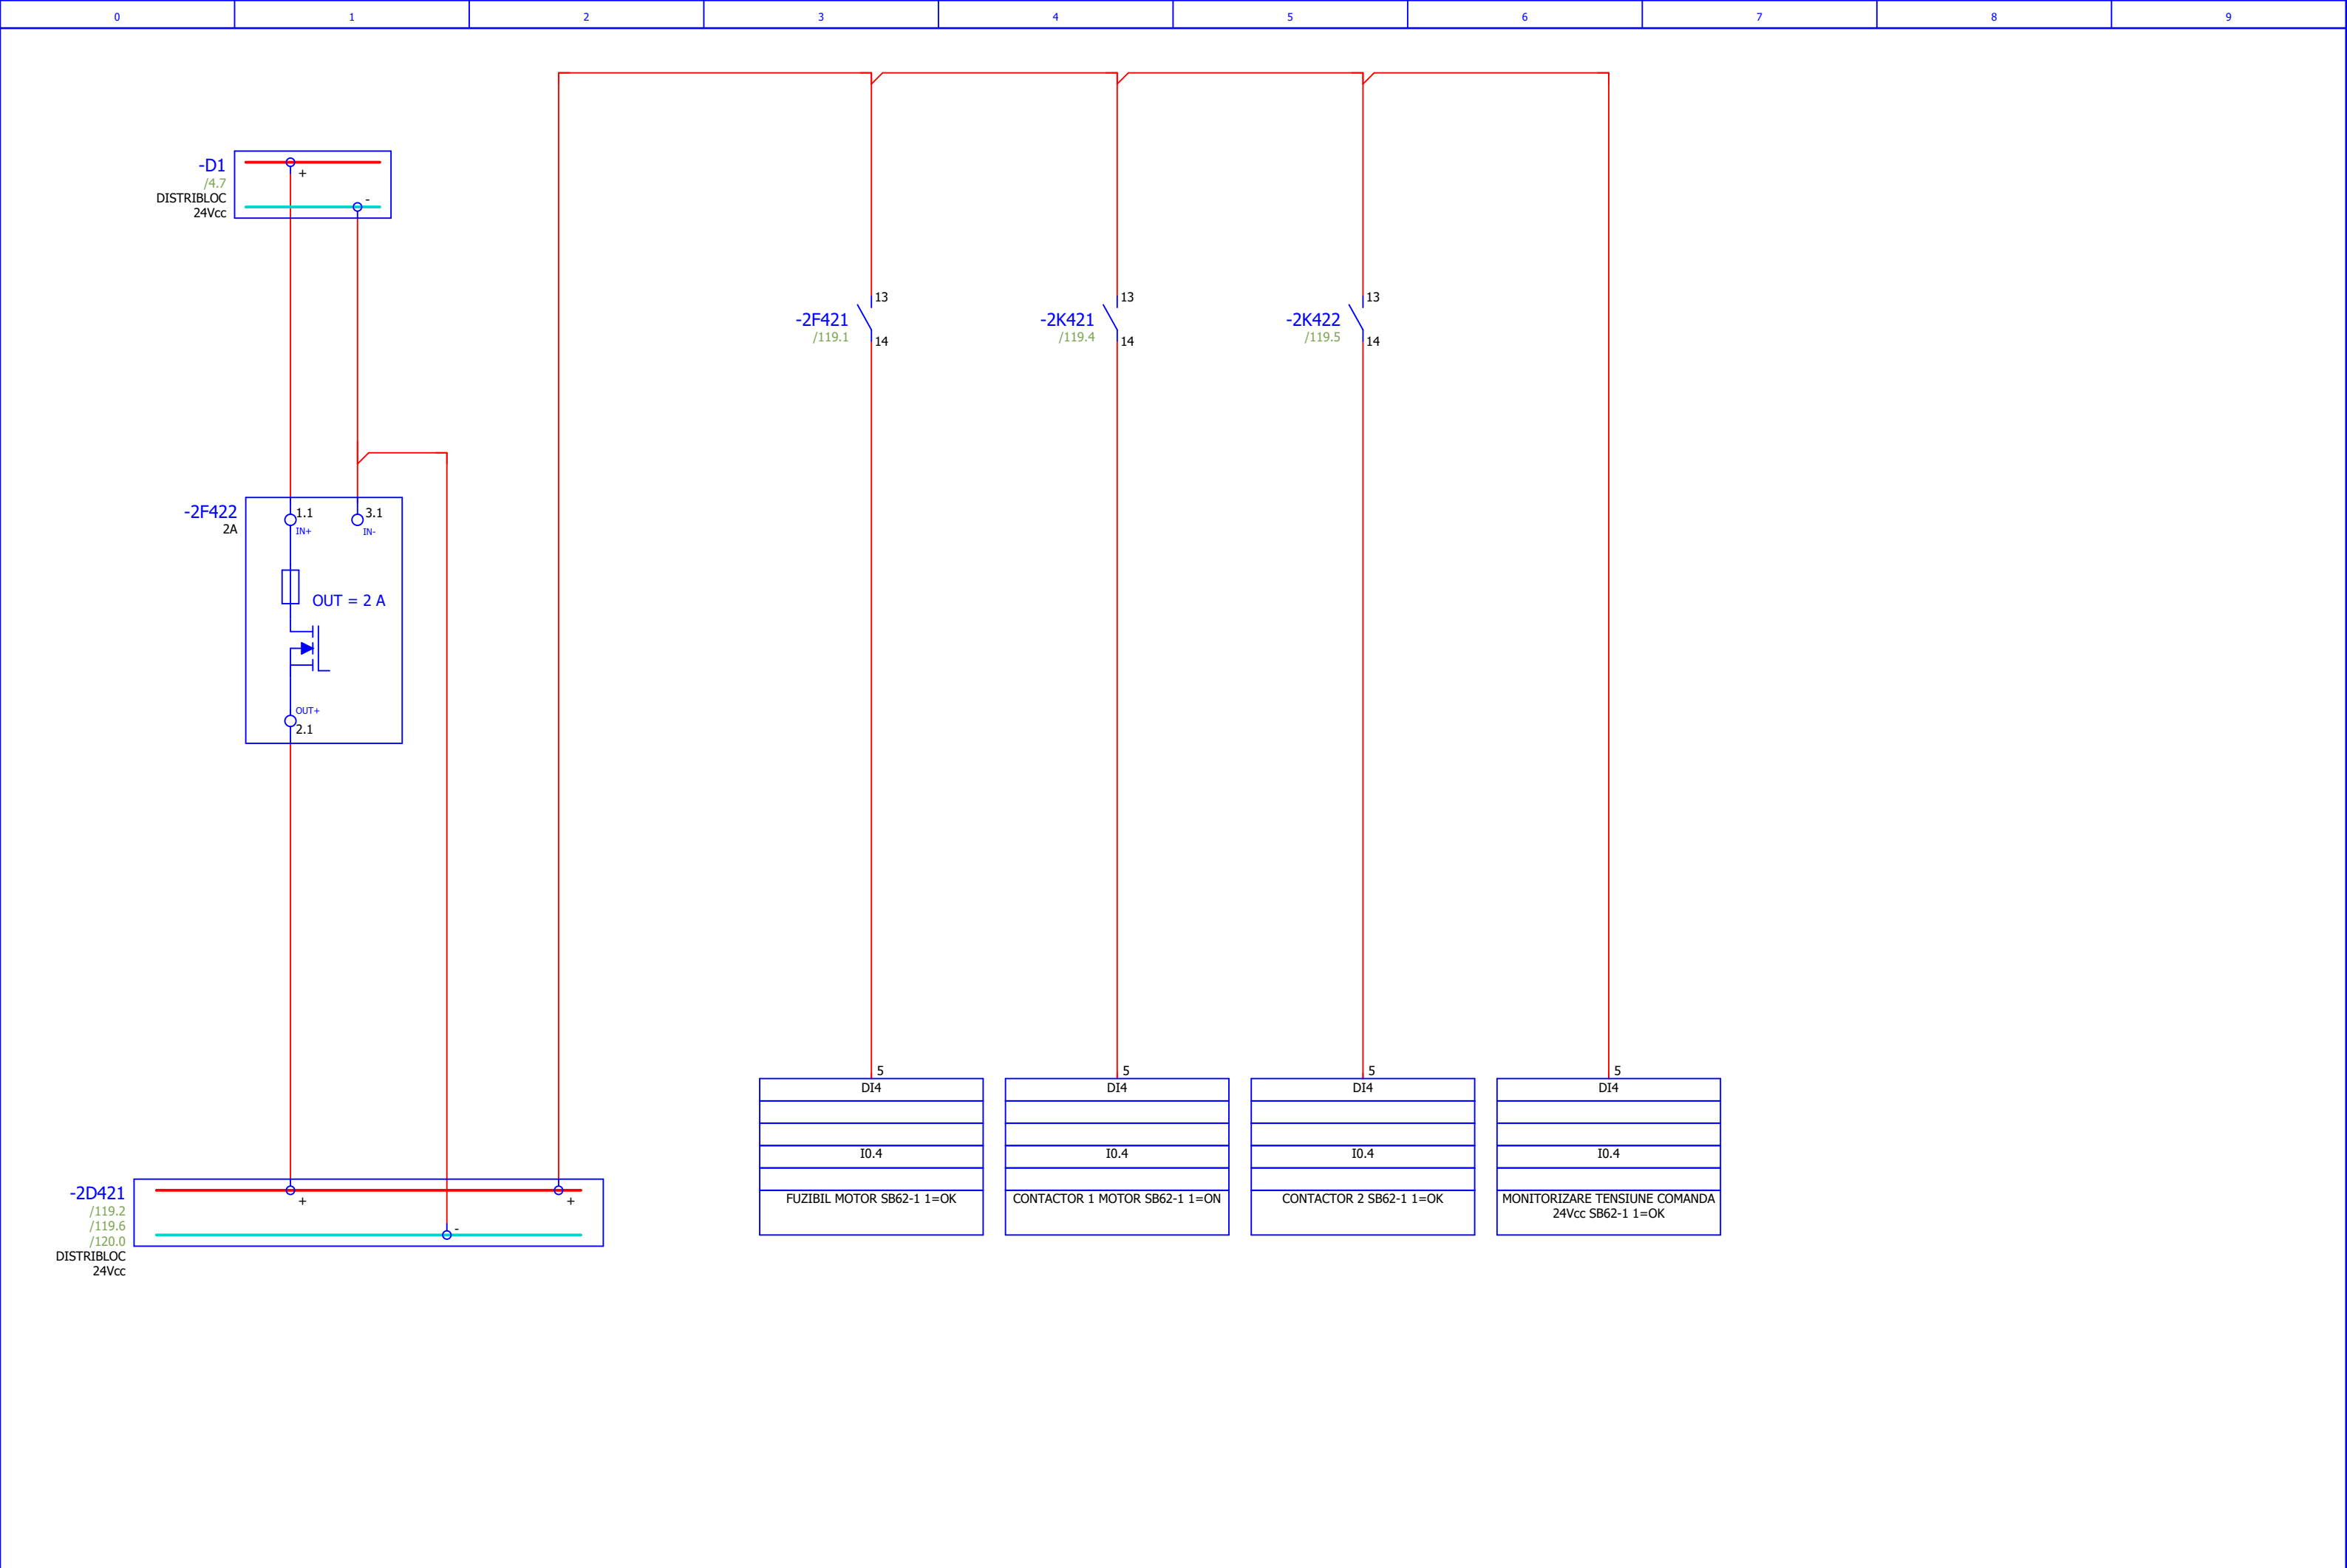 0 1 2 3 4 5 6 7 8 9
-D1
/4.7
DISTRIBLOC
24Vcc
+
-
-2F421
/119.1
13
14
-2K421
/119.4
13
14
-2K422
/119.5
13
14
-2F422
2A
1.1
IN+
3.1
IN-
OUT = 2 A
OUT+
2.1
-2D421
/119.2
/119.6
/120.0
DISTRIBLOC
24Vcc
+
-
+
5
DI4
I0.4
FUZIBIL MOTOR SB62-1 1=OK
5
DI4
I0.4
CONTACTOR 1 MOTOR SB62-1 1=ON
5
DI4
I0.4
CONTACTOR 2 SB62-1 1=OK
5
DI4
I0.4
MONITORIZARE TENSIUNE COMANDA
24Vcc SB62-1 1=OK